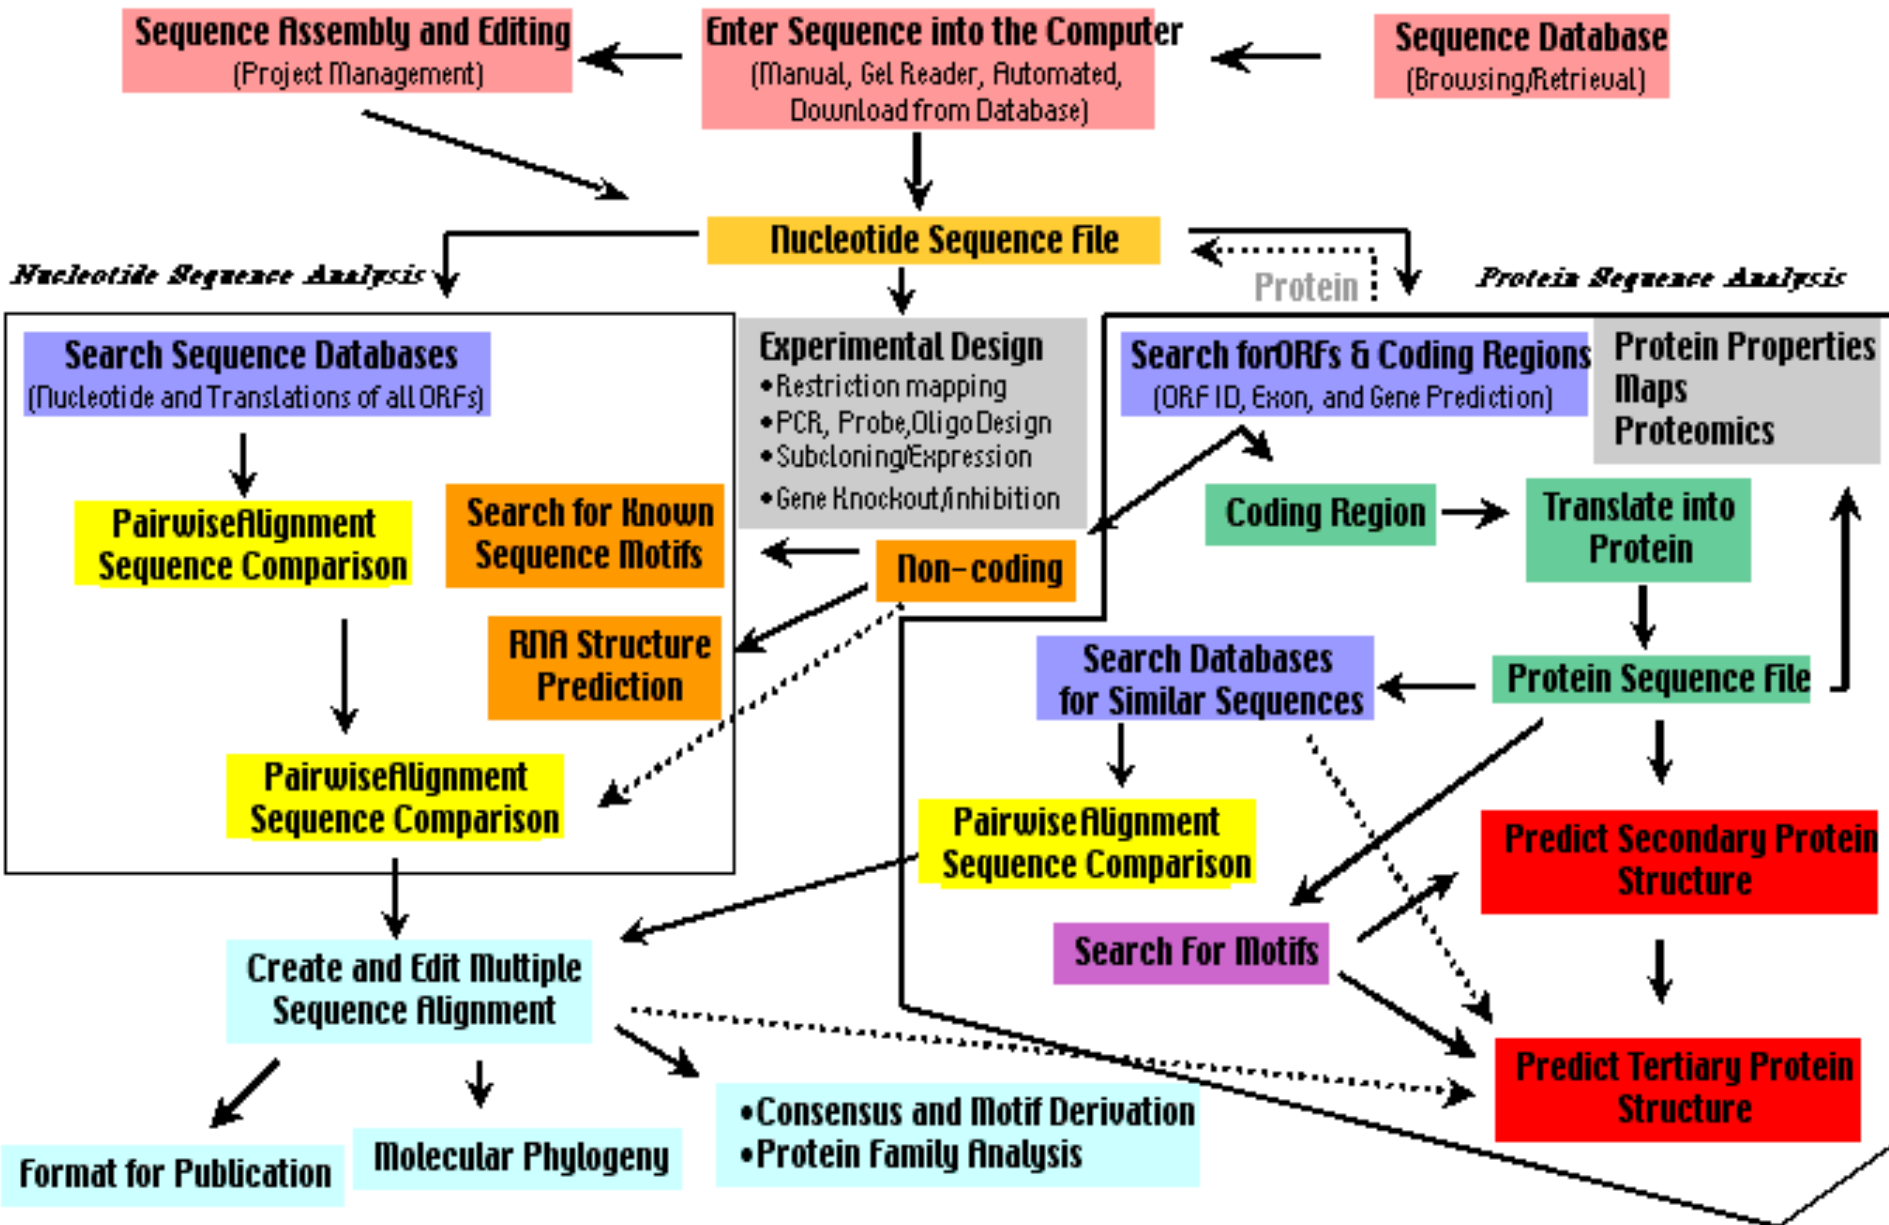 Sequence Assembly and Editing
(Project Management)
Enter Sequence into the Computer
(Manual, Gel Reader, Automated,
Download from Database)
Sequence Database
(Browsing/Retrieval)
Nucleotide Sequence File
Nucleotide Sequence Analysis
Protein
Protein Sequence Analysis
Search Sequence Databases
(Nucleotide and Translations of all ORFs)
Experimental Design
•Restriction mapping
•PCR, Probe,Oligo Design
•Subcloning/Expression
•Gene Knockout/inhibition
Search forORFs & Coding Regions
(ORF ID, Exon, and Gene Prediction)
Protein Properties
Maps
Proteomics
PairwiseAlignment
Sequence Comparison
Search for Known
Sequence Motifs
Non-coding
Coding Region
Translate into
Protein
RNA Structure
Prediction
Search Databases
for Similar Sequences
Protein Sequence File
PairwiseAlignment
Sequence Comparison
PairwiseAlignment
Sequence Comparison
Predict Secondary Protein
Structure
Search For Motifs
Create and Edit Multiple
Sequence Alignment
Predict Tertiary Protein
Structure
•Consensus and Motif Derivation
•Protein Family Analysis
Molecular Phylogeny
Format for Publication